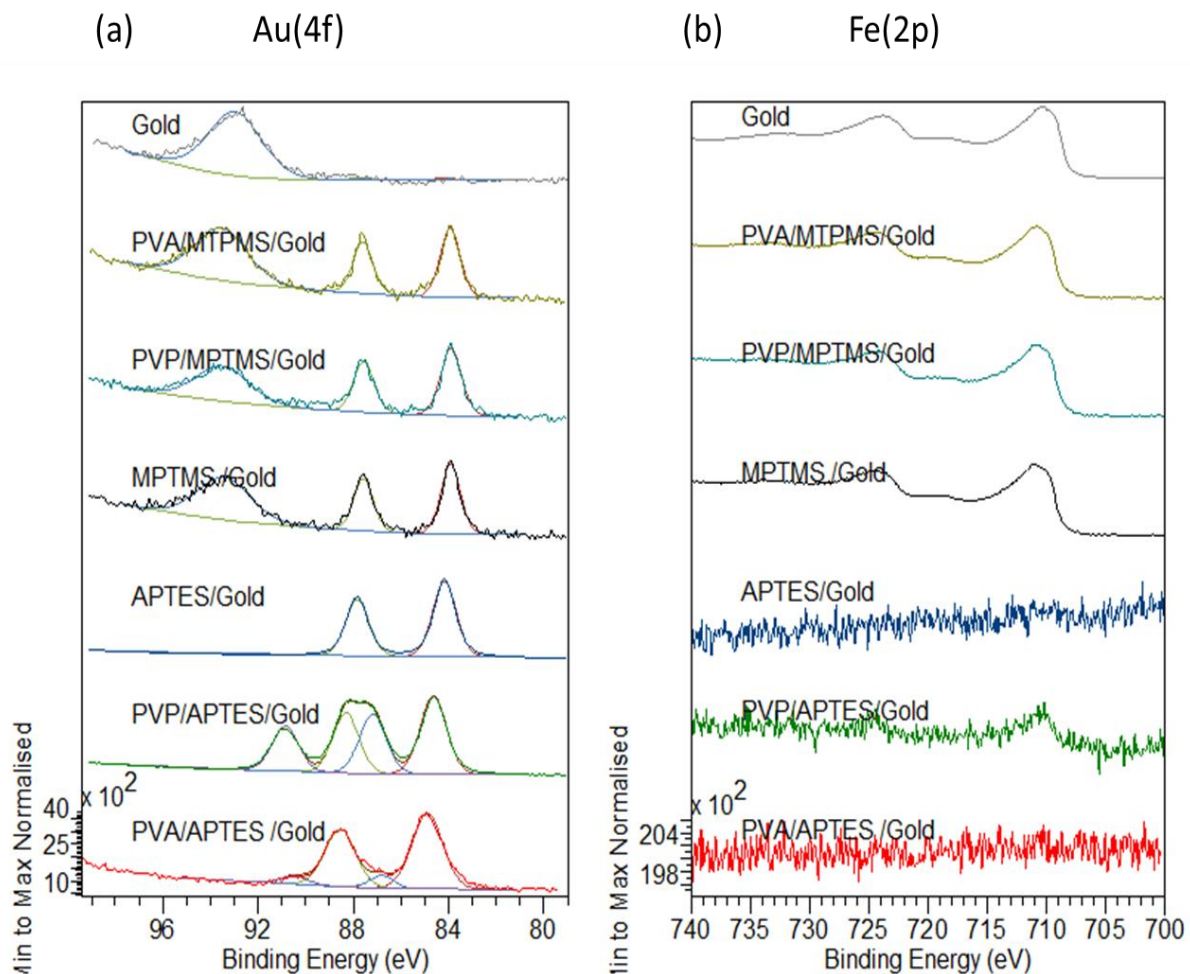 (a) Au(4f)
Gold
PVA/MTPMS/Gold
PVP/MPTMS/Gold
MPTMS /Gold
APTES/Gold
PVP/APTES/Gold
PVA/APTES /Gold
Min to Max Normalised
x 10²
40
25
10
96 92 88 84 80
Binding Energy (eV)
(b) Fe(2p)
Gold
PVA/MTPMS/Gold
PVP/MPTMS/Gold
MPTMS /Gold
APTES/Gold
PVP/APTES/Gold
PVA/APTES /Gold
Min to Max Normalised
x 10²
204
198
740 735 730 725 720 715 710 705 700
Binding Energy (eV)